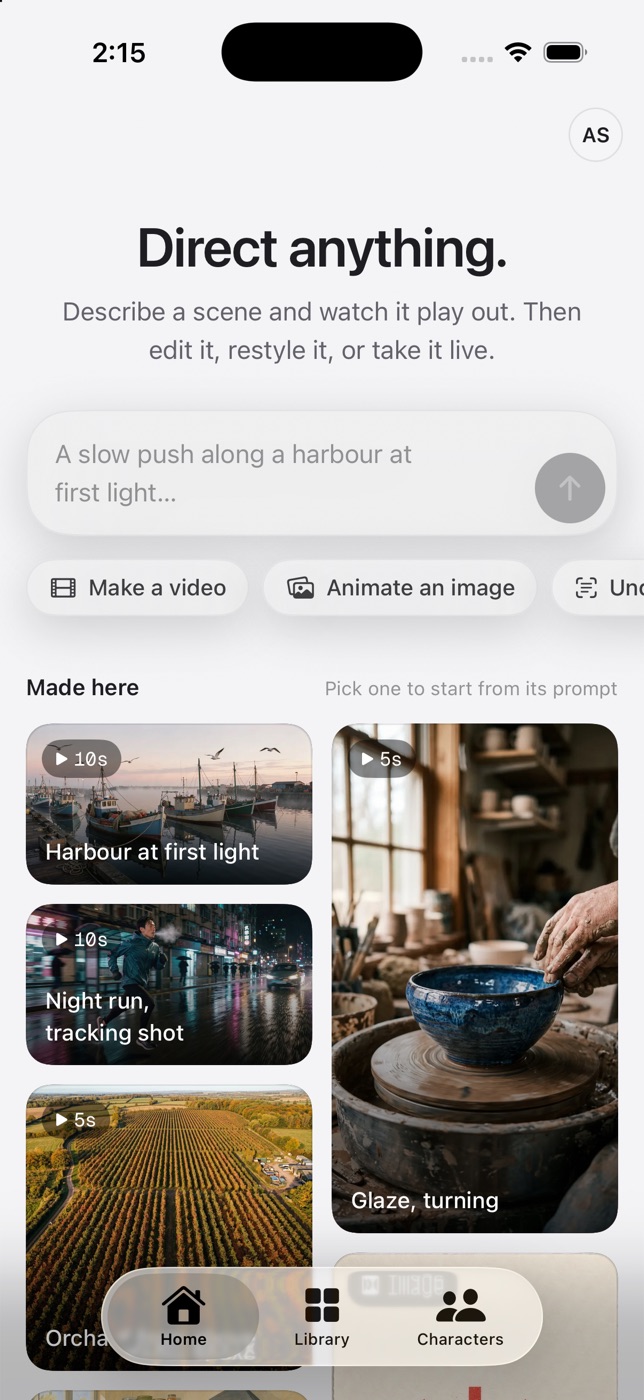 2:15
AS
Direct anything.
Describe a scene and watch it play out. Then
edit it, restyle it, or take it live.
A slow push along a harbour at
first light...
Make a video
Animate an image
Made here
Pick one to start from its prompt
10s
Harbour at first light
5s
10s
Night run,
tracking shot
5s
Glaze, turning
Image
Home
Library
Characters